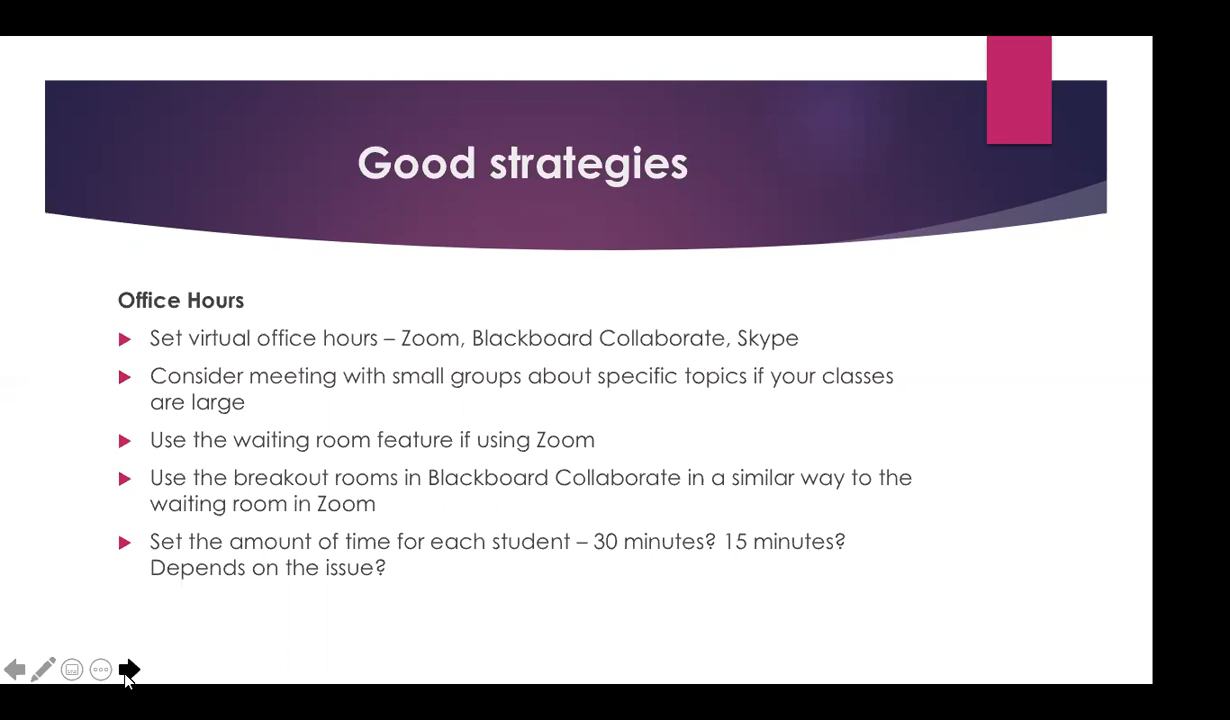 Good strategies
Office Hours
Set virtual office hours – Zoom, Blackboard Collaborate, Skype
Consider meeting with small groups about specific topics if your classes
are large
Use the waiting room feature if using Zoom
Use the breakout rooms in Blackboard Collaborate in a similar way to the
waiting room in Zoom
Set the amount of time for each student – 30 minutes? 15 minutes?
Depends on the issue?